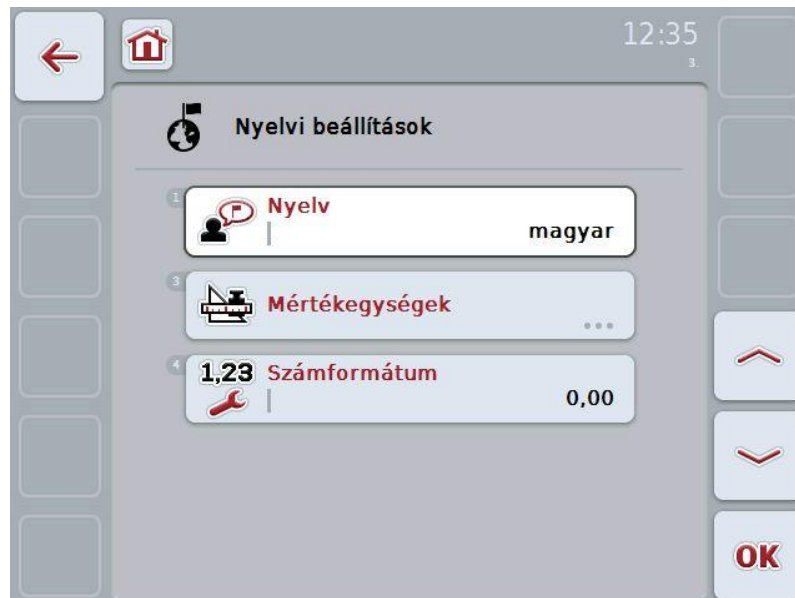 12:35
3.
Nyelvi beállítások
1
Nyelv
magyar
3
Mértékegységek
...
4
1,23 Számformátum
0,00
OK